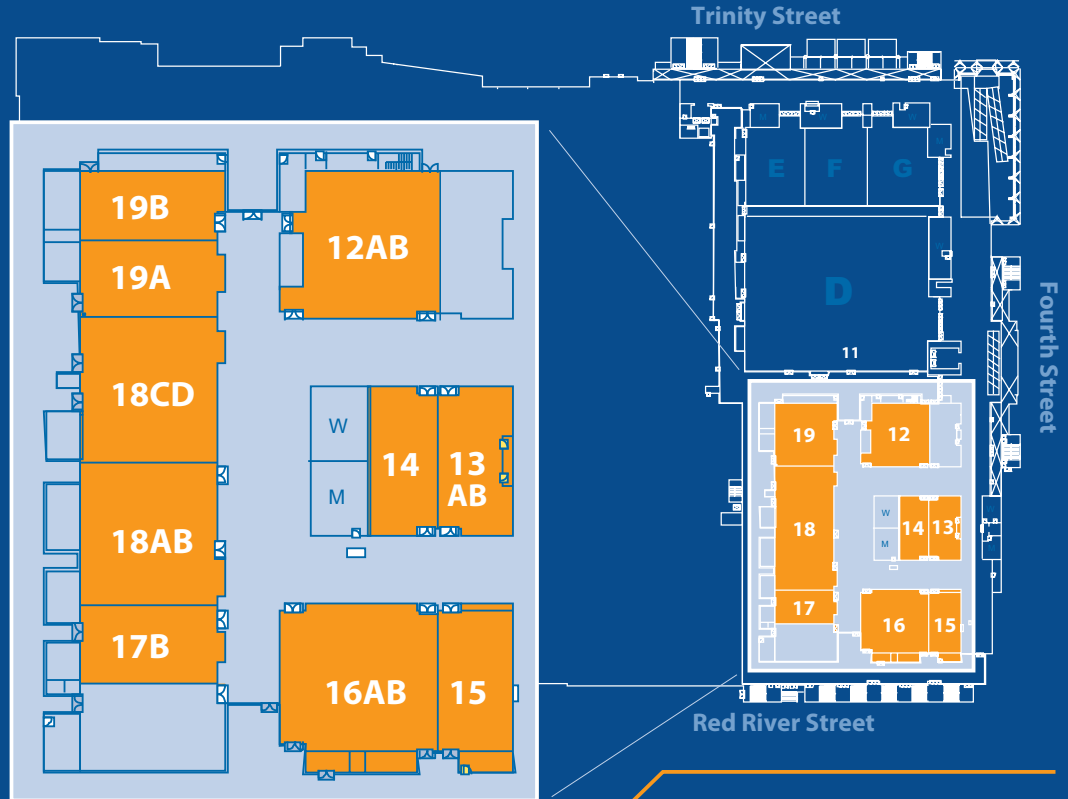 Trinity Street
M
W
W
M
E
F
G
D
11
Fourth Street
19B
19A
12AB
18CD
W
M
14
13
AB
18AB
17B
16AB
15
19
12
18
W
M
14
13
W
17
16
15
Red River Street